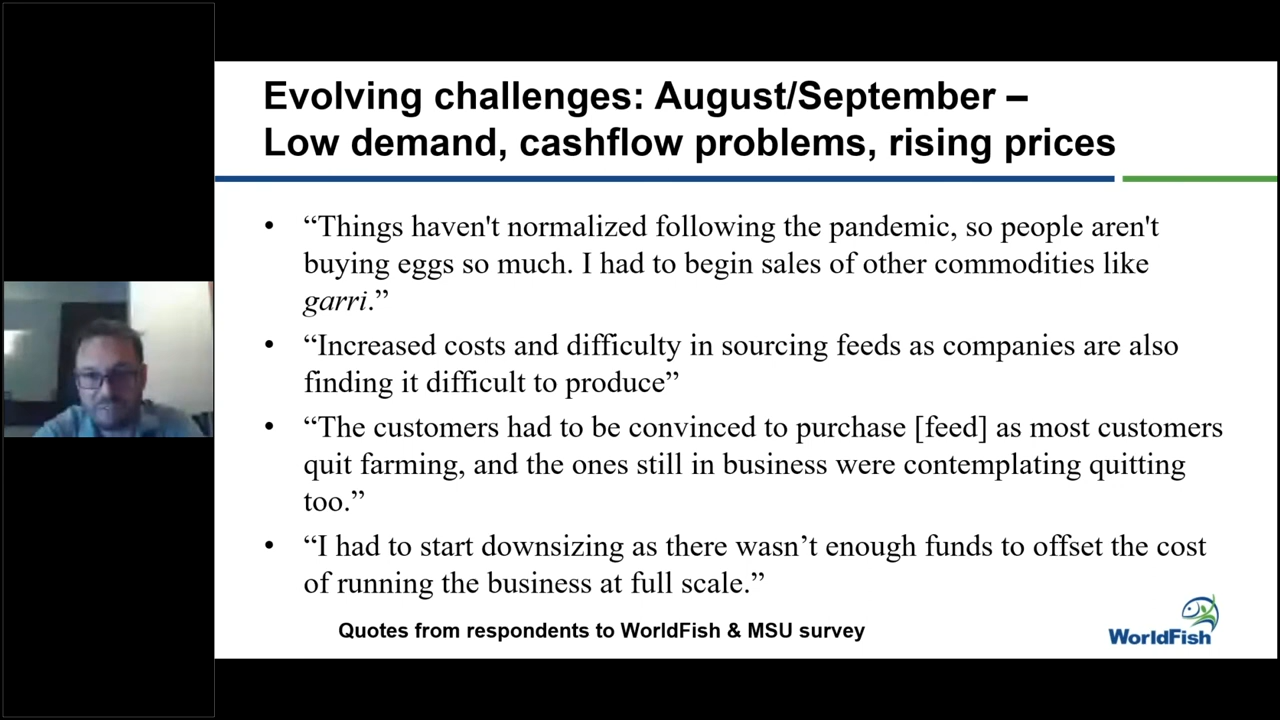 Evolving challenges: August/September –
Low demand, cashflow problems, rising prices
• “Things haven't normalized following the pandemic, so people aren't
buying eggs so much. I had to begin sales of other commodities like
garri.”
• “Increased costs and difficulty in sourcing feeds as companies are also
finding it difficult to produce”
• “The customers had to be convinced to purchase [feed] as most customers
quit farming, and the ones still in business were contemplating quitting
too.”
• “I had to start downsizing as there wasn’t enough funds to offset the cost
of running the business at full scale.”
Quotes from respondents to WorldFish & MSU survey
WorldFish